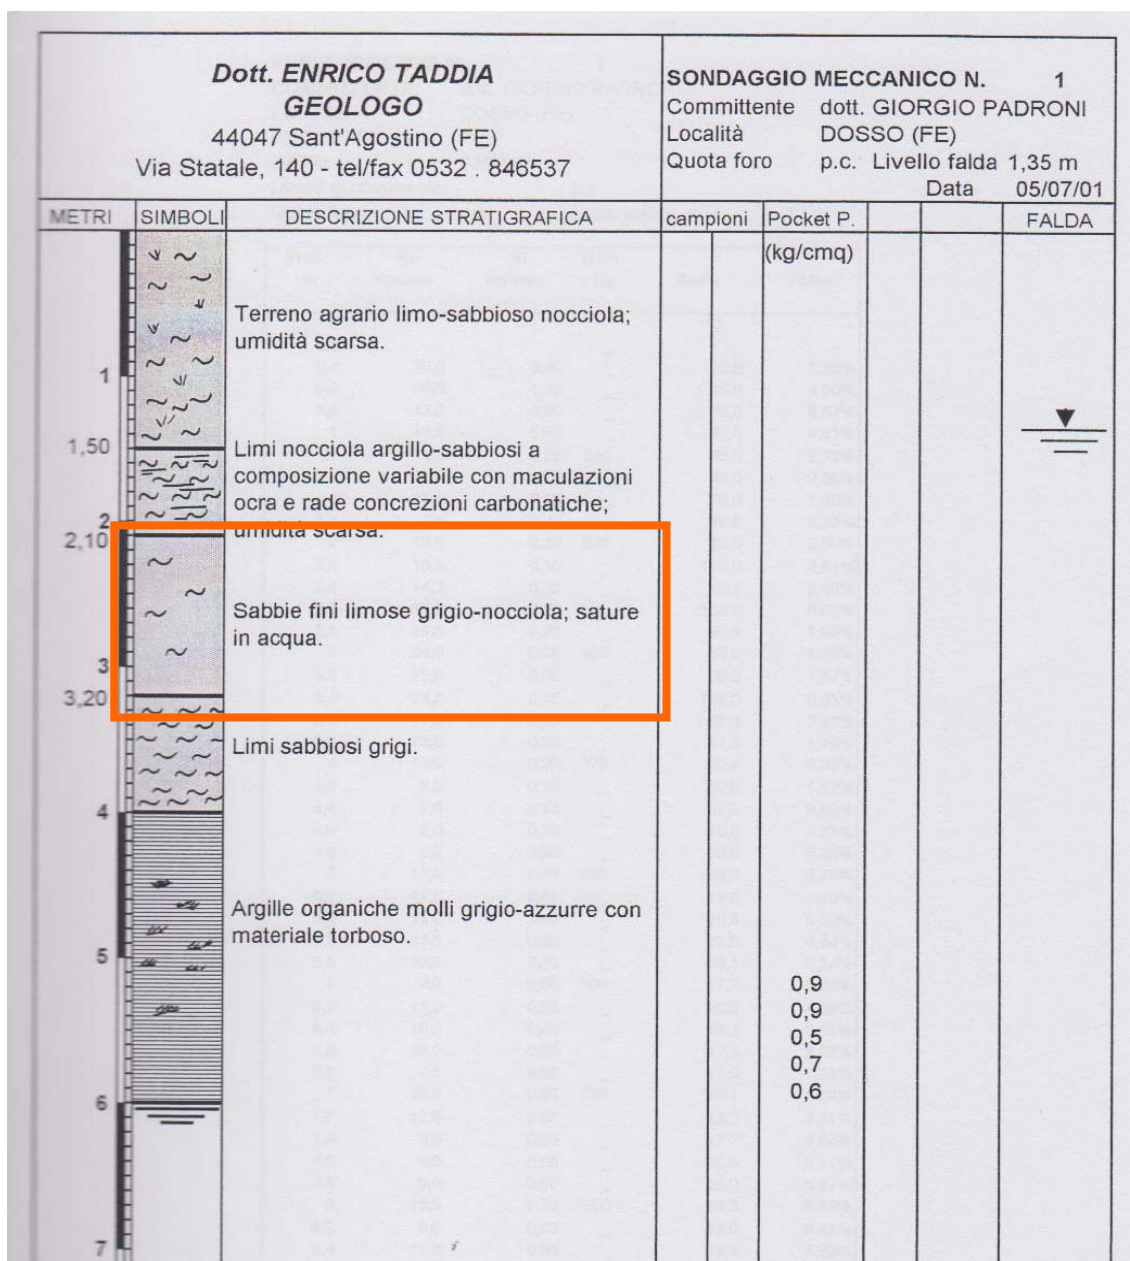 Dott. ENRICO TADDIA
GEOLOGO
44047 Sant'Agostino (FE)
Via Statale, 140 - tel/fax 0532 . 846537
SONDAGGIO MECCANICO N. 1
Committente dott. GIORGIO PADRONI
Località DOSSO (FE)
Quota foro p.c. Livello falda 1,35 m
Data 05/07/01
METRI SIMBOLI DESCRIZIONE STRATIGRAFICA campioni Pocket P. FALDA
(kg/cmq)
Terreno agrario limo-sabbioso nocciola;
umidità scarsa.
1
1,50
Limi nocciola argillo-sabbiosi a
composizione variabile con maculazioni
ocra e rade concrezioni carbonatiche;
umidità scarsa.
2
2,10
Sabbie fini limose grigio-nocciola; sature
in acqua.
3
3,20
Limi sabbiosi grigi.
4
Argille organiche molli grigio-azzurre con
materiale torboso.
5
0,9
0,9
0,5
0,7
0,6
6
7